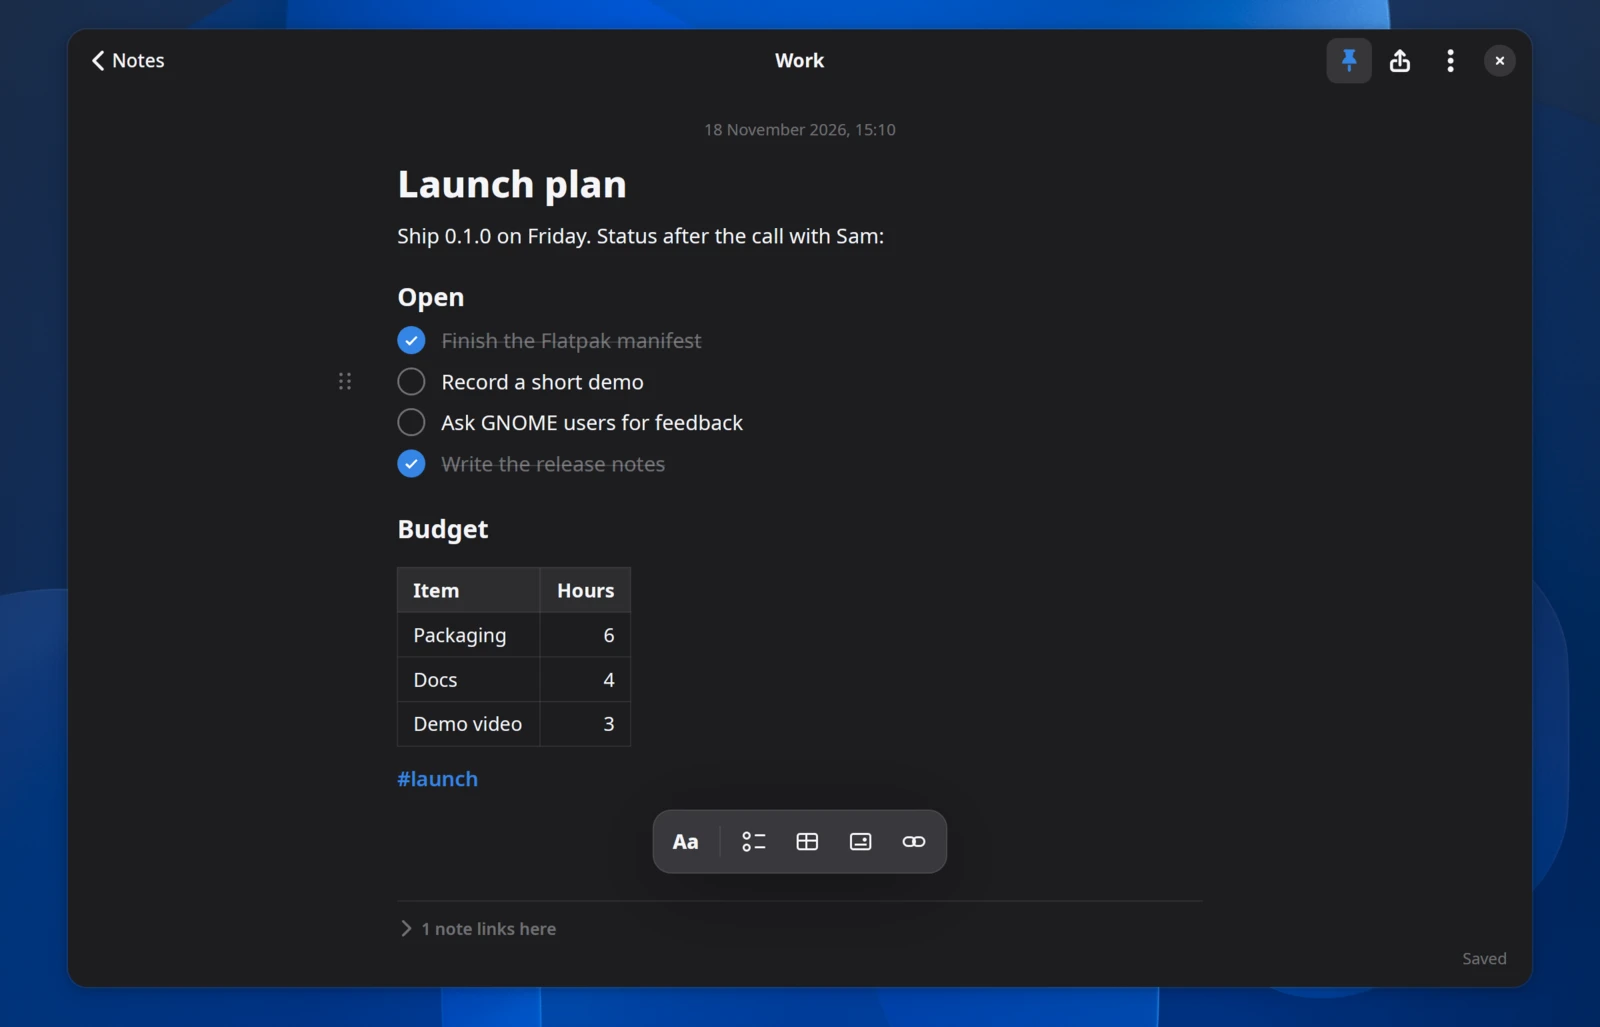 Notes
Work
18 November 2026, 15:10
Launch plan
Ship 0.1.0 on Friday. Status after the call with Sam:
Open
Finish the Flatpak manifest
Record a short demo
Ask GNOME users for feedback
Write the release notes
Budget
Item Hours
Packaging 6
Docs 4
Demo video 3
#launch
Aa
1 note links here
Saved